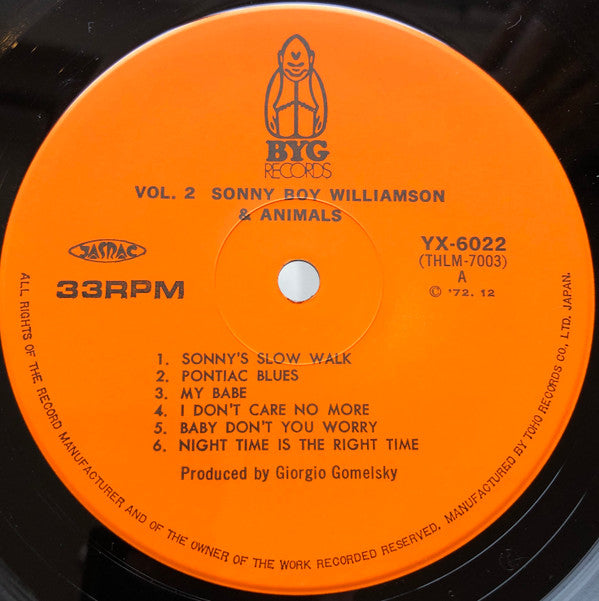 BYG
RECORDS
VOL. 2 SONNY BOY WILLIAMSON
& ANIMALS
JASRAC
33RPM
YX-6022
(THLM-7003)
A
© '72. 12
1. SONNY'S SLOW WALK
2. PONTIAC BLUES
3. MY BABE
4. I DON'T CARE NO MORE
5. BABY DON'T YOU WORRY
6. NIGHT TIME IS THE RIGHT TIME
Produced by Giorgio Gomelsky
ALL RIGHTS OF THE RECORD MANUFACTURER AND OF THE OWNER OF THE WORK RECORDED RESERVED. MANUFACTURED BY TOHO RECORDS CO., LTD. JAPAN.